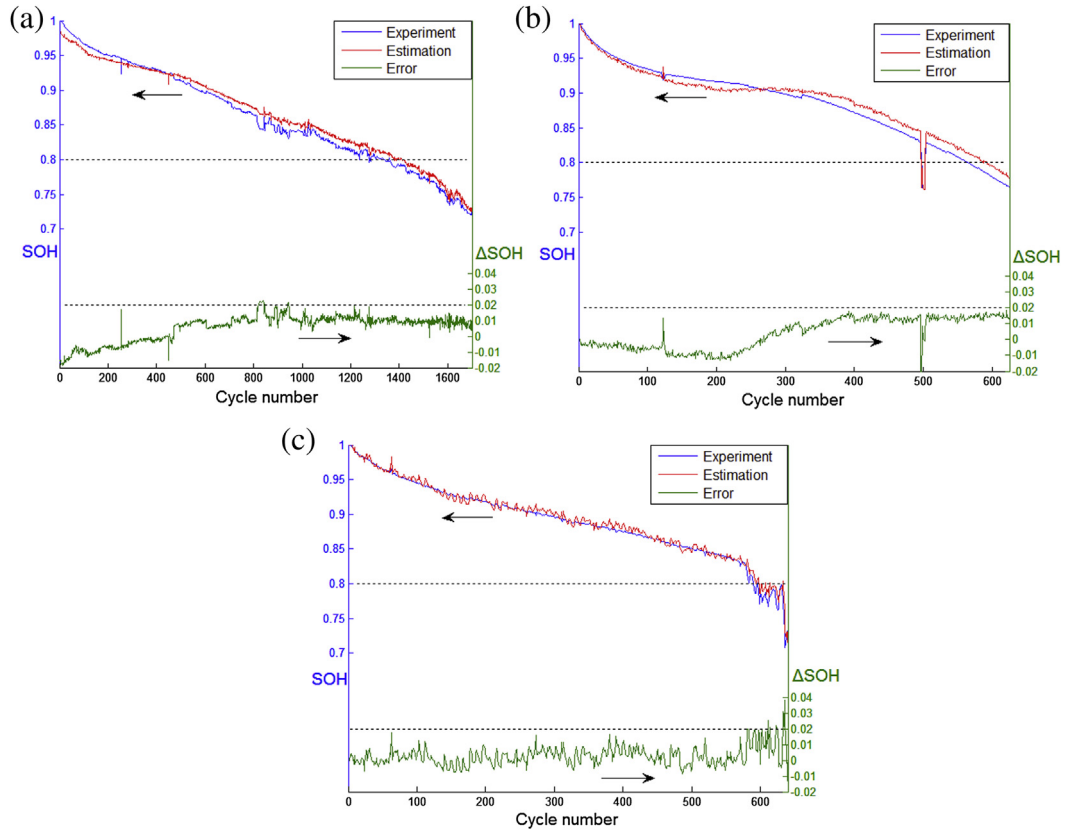 (a)
Experiment
Estimation
Error
1
0.95
0.9
0.85
0.8
0.75
0.7
SOH
ΔSOH
0.04
0.03
0.02
0.01
0
-0.01
-0.02
0 200 400 600 800 1000 1200 1400 1600
Cycle number
(b)
Experiment
Estimation
Error
1
0.95
0.9
0.85
0.8
0.75
0.7
SOH
ΔSOH
0.04
0.03
0.02
0.01
0
-0.01
-0.02
0 100 200 300 400 500 600
Cycle number
(c)
Experiment
Estimation
Error
1
0.95
0.9
0.85
0.8
0.75
0.7
SOH
ΔSOH
0.04
0.03
0.02
0.01
0
-0.01
-0.02
0 100 200 300 400 500 600
Cycle number